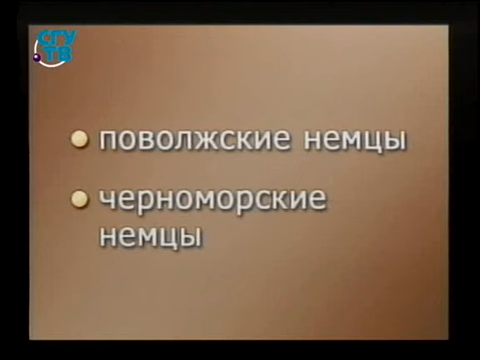 СГУ
ТВ
поволжские немцы
черноморские
немцы